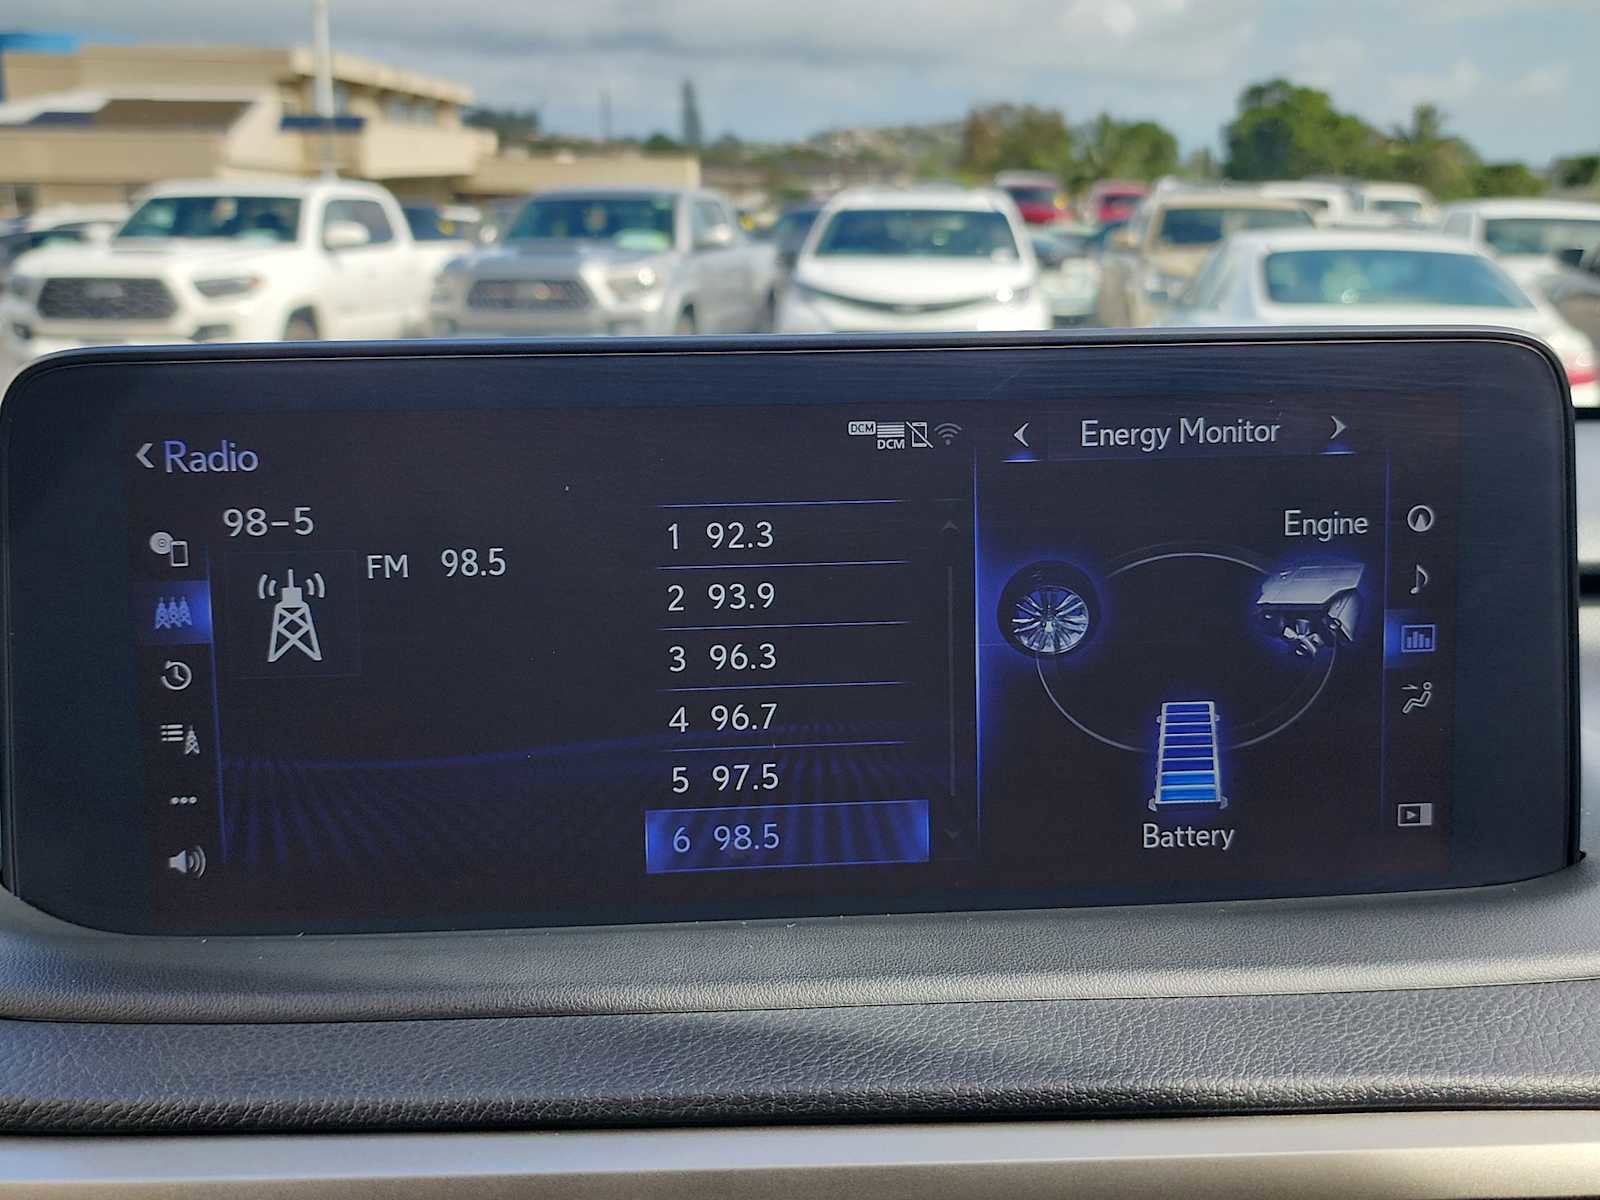 Radio
DCM
DCM
Energy Monitor
98-5
FM 98.5
1 92.3
2 93.9
3 96.3
4 96.7
5 97.5
6 98.5
Engine
Battery